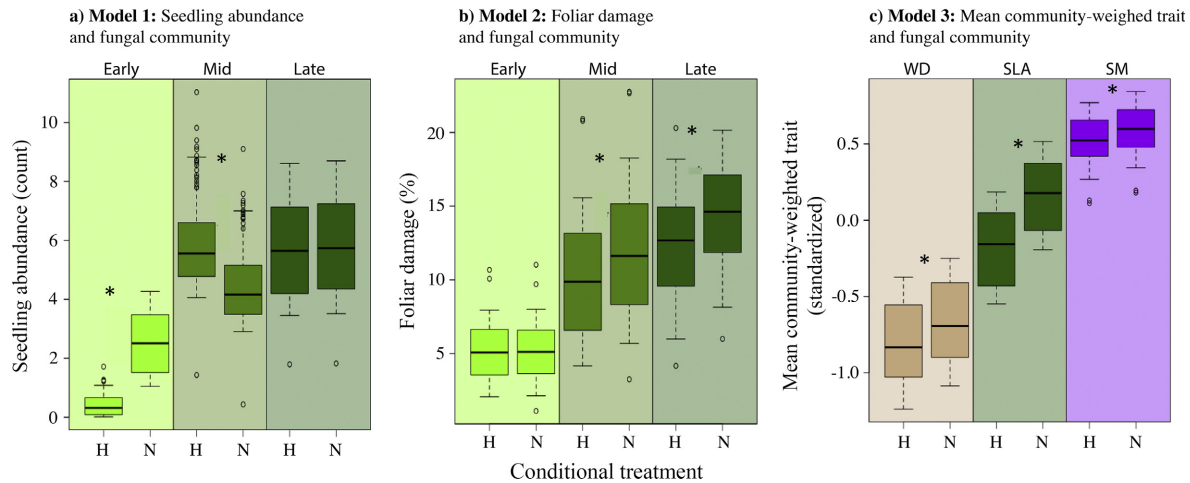 a) Model 1: Seedling abundance
and fungal community
Early Mid Late
Seedling abundance (count)
10
8
6
4
2
0
* *
H N H N H N
b) Model 2: Foliar damage
and fungal community
Early Mid Late
Foliar damage (%)
20
15
10
5
* *
H N H N H N
Conditional treatment
c) Model 3: Mean community-weighed trait
and fungal community
WD SLA SM
Mean community-weighted trait
(standardized)
0.5
0.0
-0.5
-1.0
* * *
H N H N H N